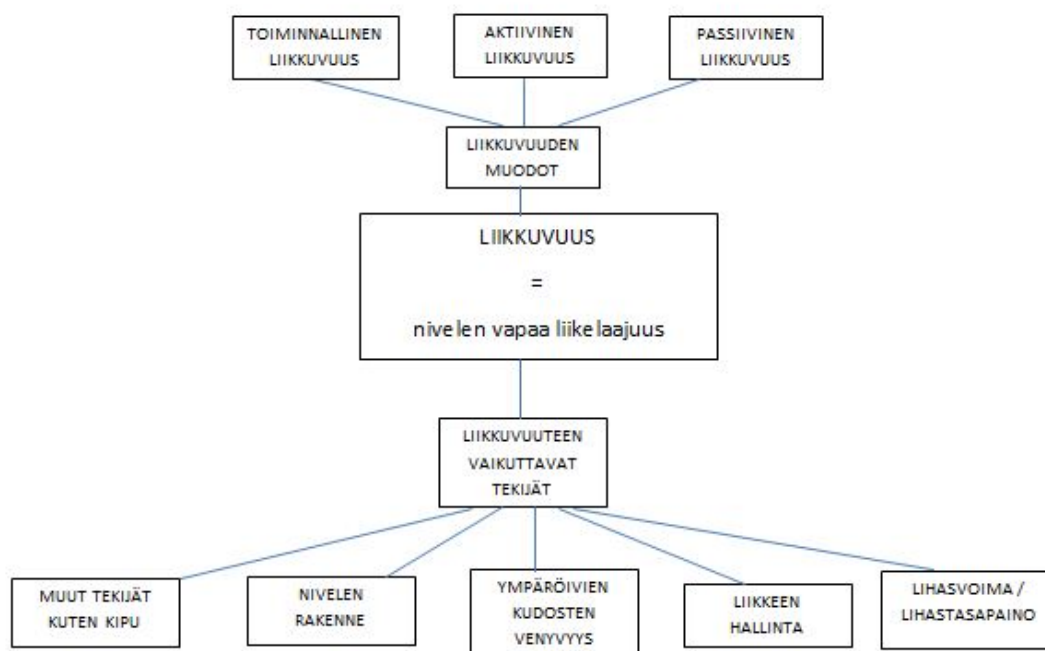 TOIMINNALLINEN
LIIKKUVUUS
AKTIIVINEN
LIIKKUVUUS
PASSIIVINEN
LIIKKUVUUS
LIIKKUVUUDEN
MUODOT
LIIKKUVUUS
=
nivelen vapaa liikelaajuus
LIIKKUVUUTEEN
VAIKUTTAVAT
TEKIJÄT
MUUT TEKIJÄT
KUTEN KIPU
NIVELEN
RAKENNE
YMPÄRÖIVIEN
KUDOSTEN
VENYVYYS
LIIKKEEN
HALLINTA
LIHASVOIMA /
LIHASTASAPAINO